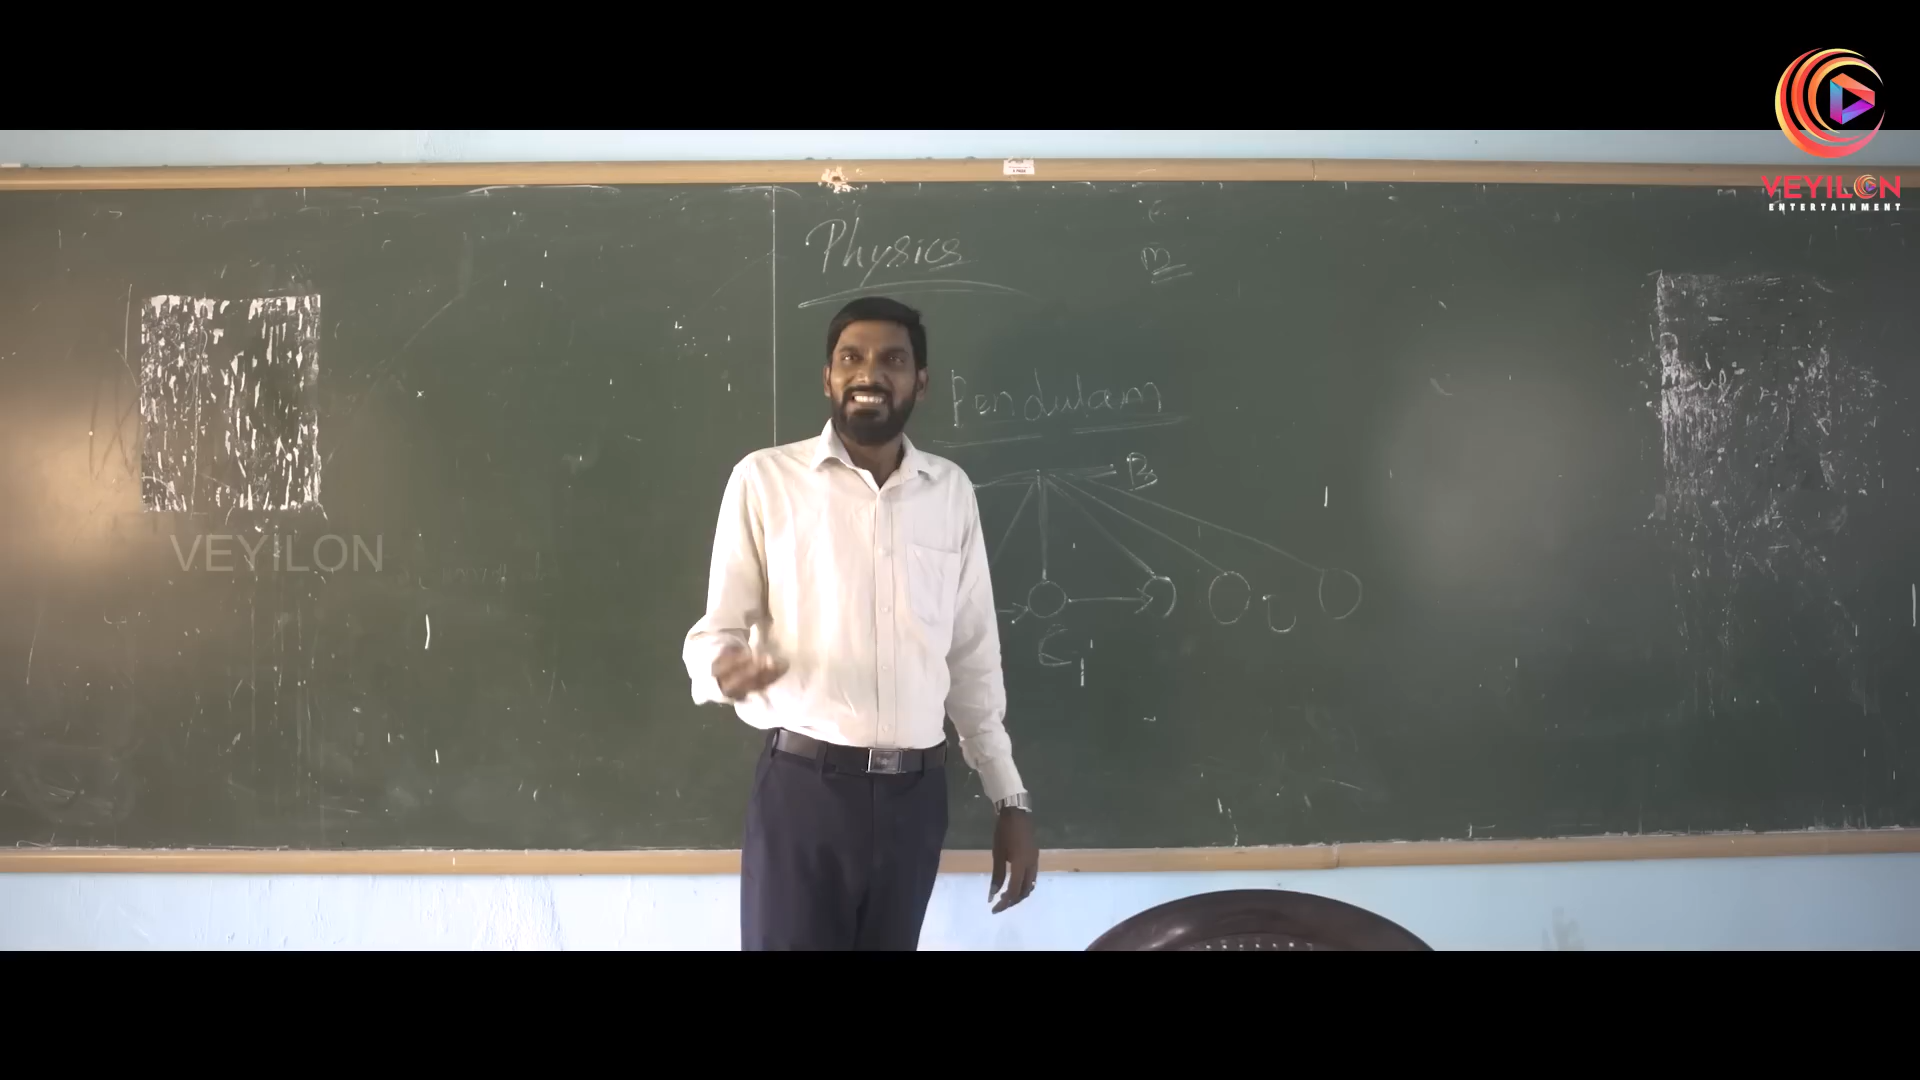 VEYILON
ENTERTAINMENT
Physics
m
Pendulam
B
VEYILON